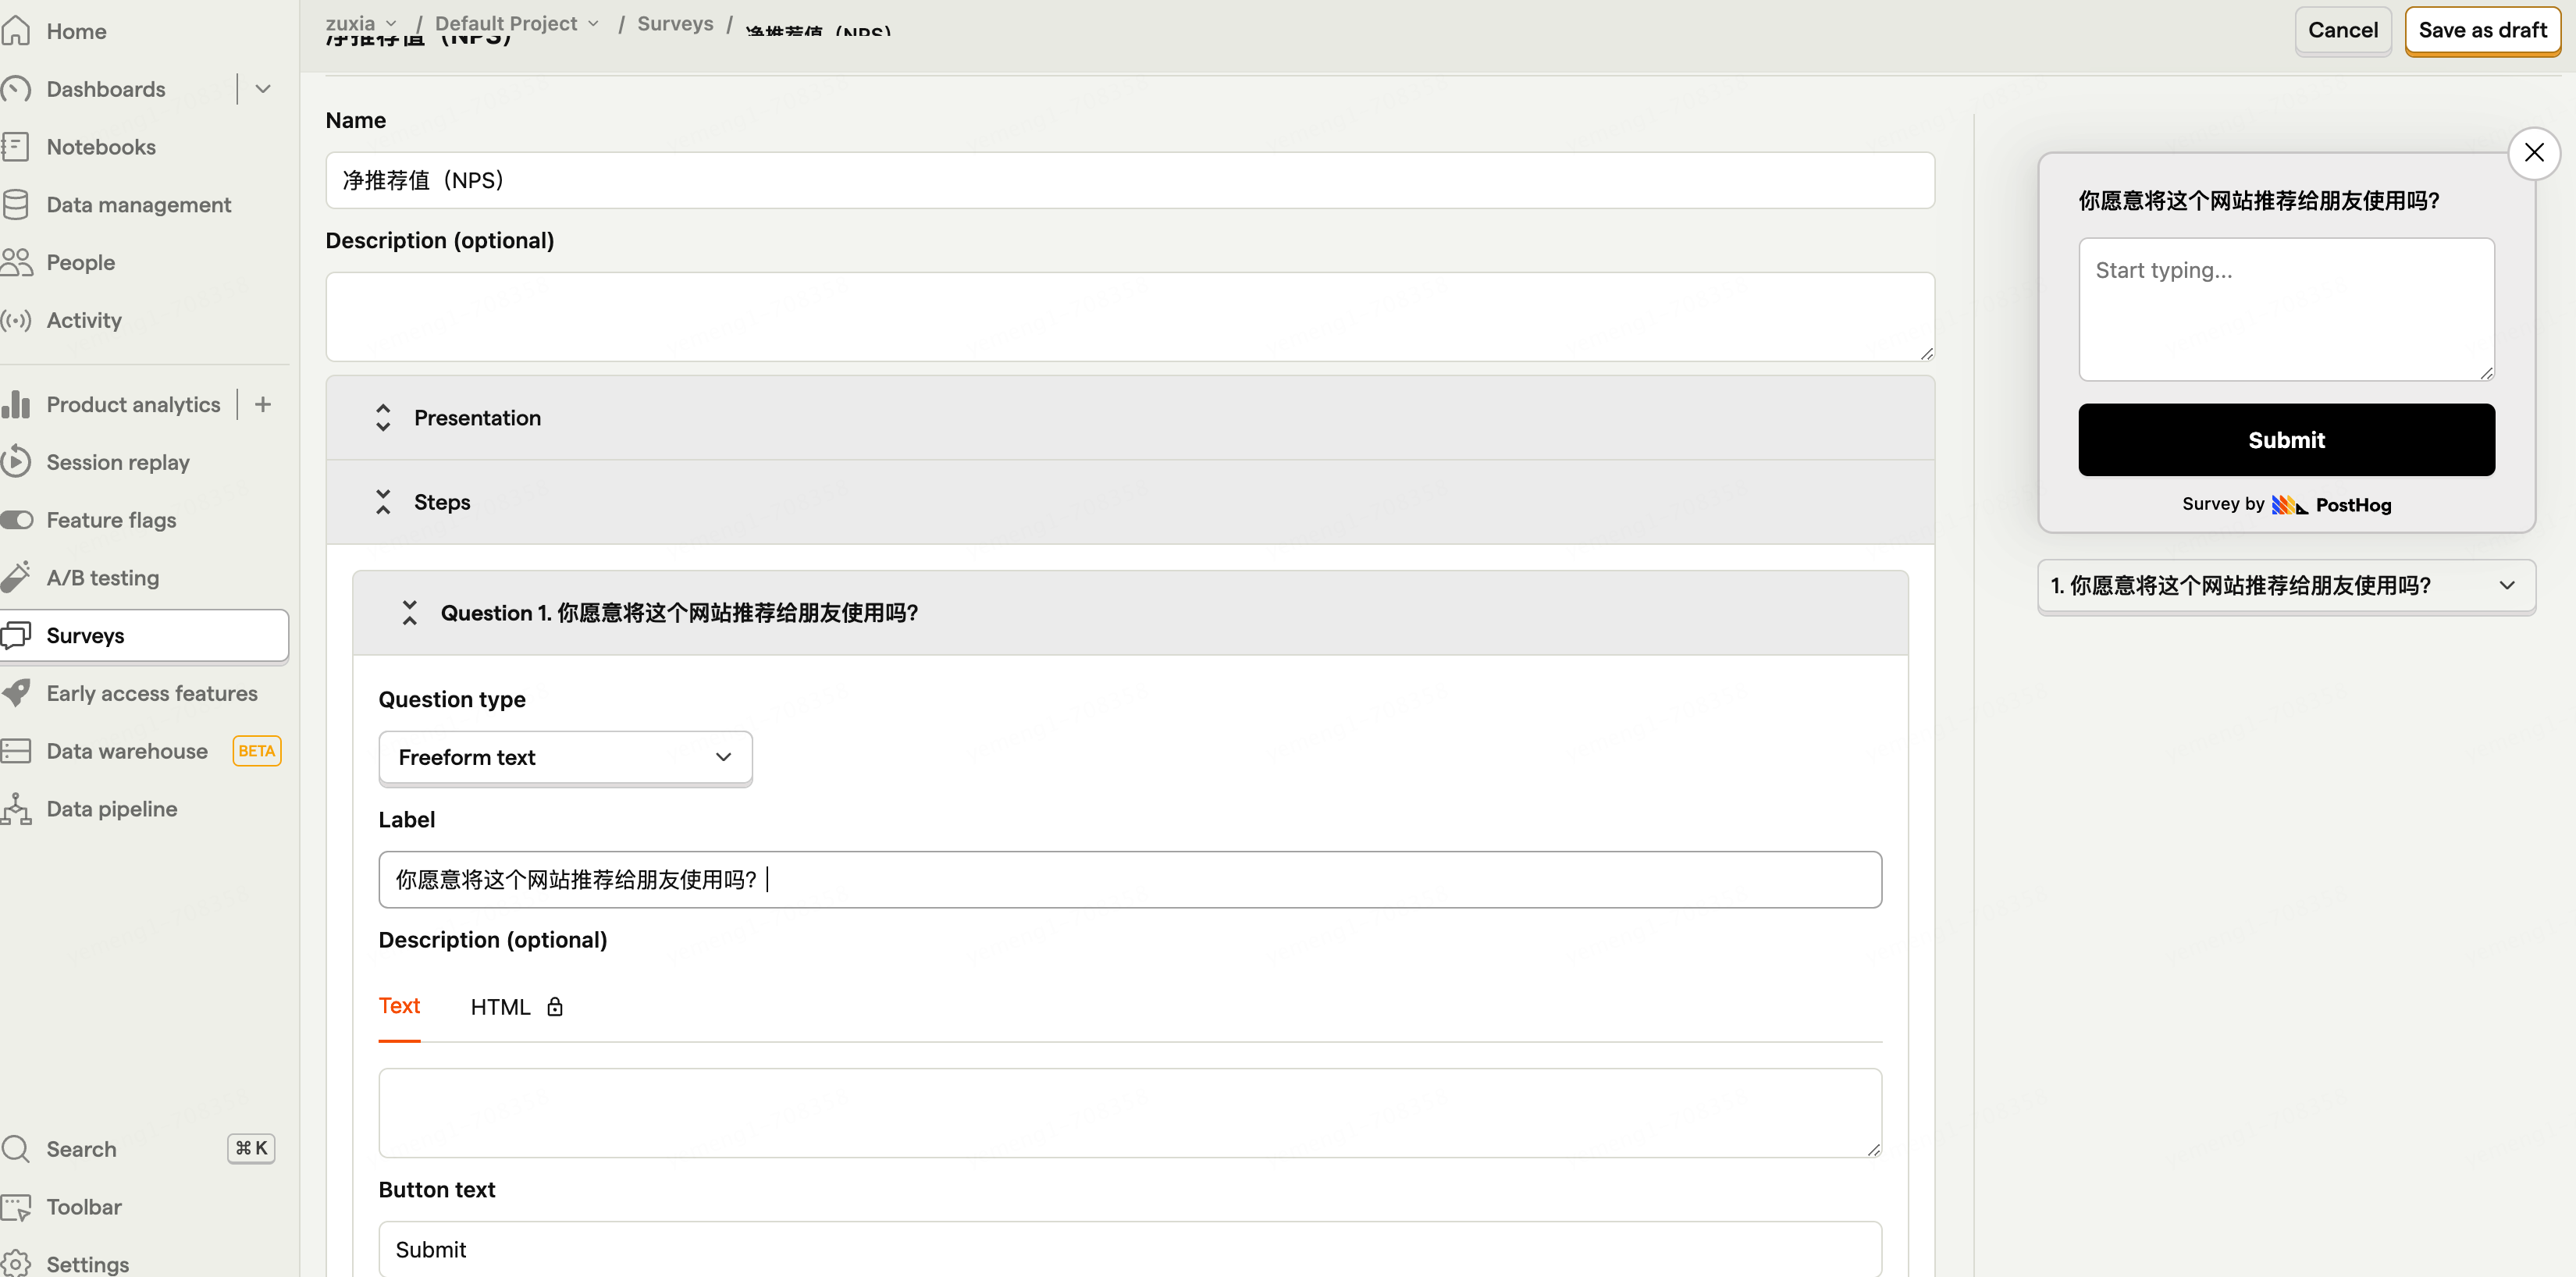 Home
Dashboards
Notebooks
Data management
People
Activity
Product analytics
Session replay
Feature flags
A/B testing
Surveys
Early access features
Data warehouse BETA
Data pipeline
Search ⌘ K
Toolbar
Settings
zuxia / Default Project / Surveys / 净推荐值（NPS）
净推荐值（NPS）
Cancel
Save as draft
Name
净推荐值（NPS）
Description (optional)
Presentation
Steps
Question 1. 你愿意将这个网站推荐给朋友使用吗?
Question type
Freeform text
Label
你愿意将这个网站推荐给朋友使用吗?
Description (optional)
Text HTML
Button text
Submit
你愿意将这个网站推荐给朋友使用吗?
Start typing...
Submit
Survey by PostHog
1. 你愿意将这个网站推荐给朋友使用吗?